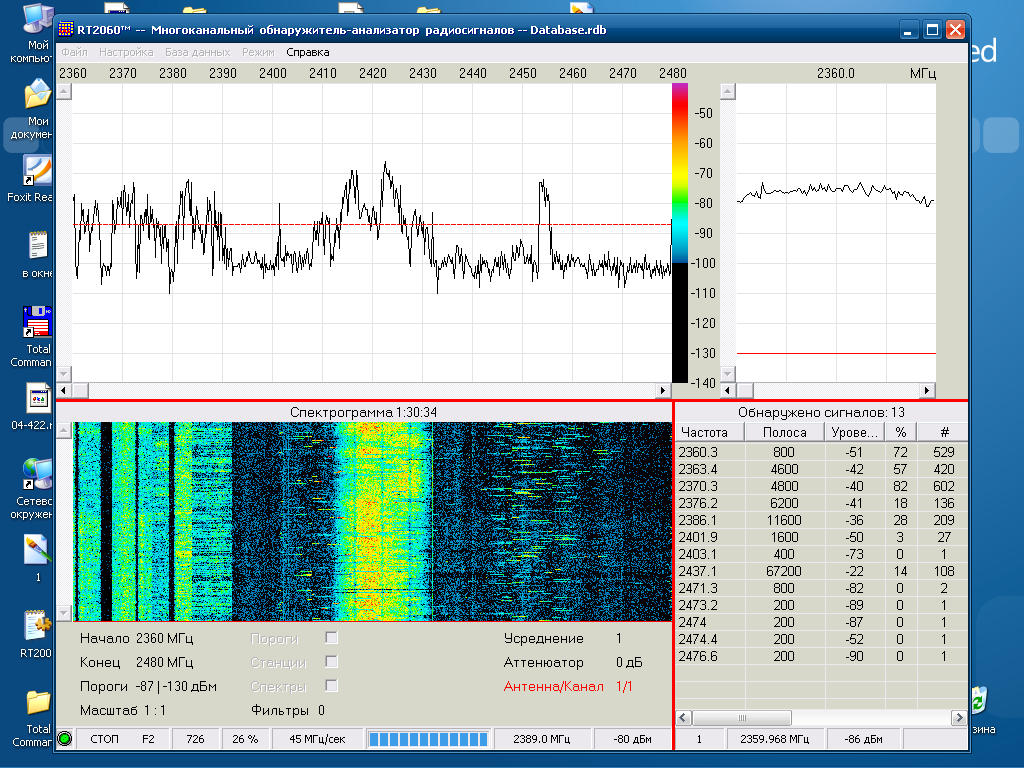 RT2060™ -- Многоканальный обнаружитель-анализатор радиосигналов -- Database.rdb
Файл Настройка База данных Режим Справка
2360 2370 2380 2390 2400 2410 2420 2430 2440 2450 2460 2470 2480
2360.0 МГц
-50
-60
-70
-80
-90
-100
-110
-120
-130
-140
Спектрограмма 1:30:34
Обнаружено сигналов: 13
Частота Полоса Урове... % #
2360.3 800 -51 72 529
2363.4 4600 -42 57 420
2370.3 4800 -40 82 602
2376.2 6200 -41 18 136
2386.1 11600 -36 28 209
2401.9 1600 -50 3 27
2403.1 400 -73 0 1
2437.1 67200 -22 14 108
2471.3 800 -82 0 2
2473.2 200 -89 0 1
2474 200 -87 0 1
2474.4 200 -52 0 1
2476.6 200 -90 0 1
Начало 2360 МГц Пороги Усреднение 1
Конец 2480 МГц Станции Аттенюатор 0 дБ
Пороги -87|-130 дБм Спектры Антенна/Канал 1/1
Масштаб 1:1 Фильтры 0
СТОП F2 726 26 % 45 МГц/сек 2389.0 МГц -80 дБм 1 2359.968 МГц -86 дБм
Мой
компью
Мои
докумен
Foxit Rea
в окне
Total
Comman
04-422.r
Сетево
окружен
1
RT200
Total
Comman
ed
зина